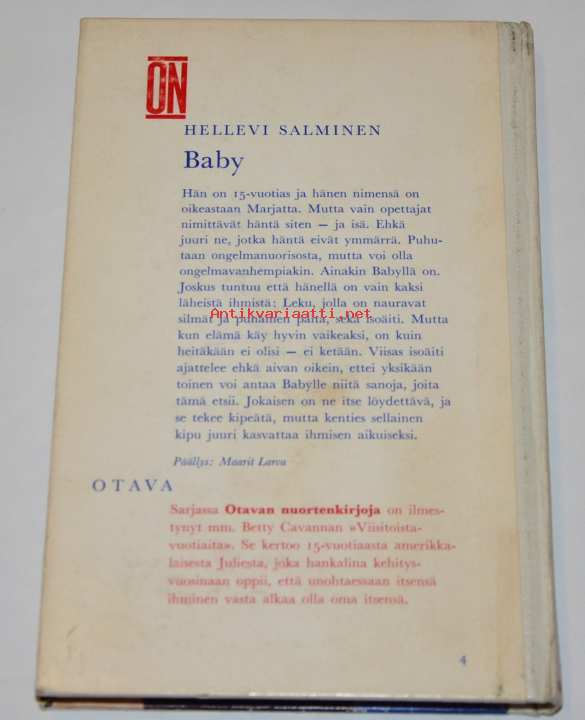 ON
HELLEVI SALMINEN
Baby
Hän on 15-vuotias ja hänen nimensä on
oikeastaan Marjatta. Mutta vain opettajat
nimittävät häntä siten — ja isä. Ehkä
juuri ne, jotka häntä eivät ymmärrä. Puhu-
taan ongelmanuorisosta, mutta voi olla
ongelmavanhempiakin. Ainakin Babyllä on.
Joskus tuntuu että hänellä on vain kaksi
läheistä ihmistä: Leku, jolla on nauravat
Antikvariaatti.net
silmät ja punainen paita, sekä isoäiti. Mutta
kun elämä käy hyvin vaikeaksi, on kuin
heitäkään ei olisi — ei ketään. Viisas isoäiti
ajattelee ehkä aivan oikein, ettei yksikään
toinen voi antaa Babylle niitä sanoja, joita
tämä etsii. Jokaisen on ne itse löydettävä, ja
se tekee kipeätä, mutta kenties sellainen
kipu juuri kasvattaa ihmisen aikuiseksi.
Päällys: Maarit Larva
OTAVA
Sarjassa Otavan nuortenkirjoja on ilmes-
tynyt mm. Betty Cavannan »Viisitoista-
vuotiaita». Se kertoo 15-vuotiaasta amerikka-
laisesta Juliesta, joka hankalina kehitys-
vuosinaan oppii, että unohtaessaan itsensä
ihminen vasta alkaa olla oma itsensä.
4